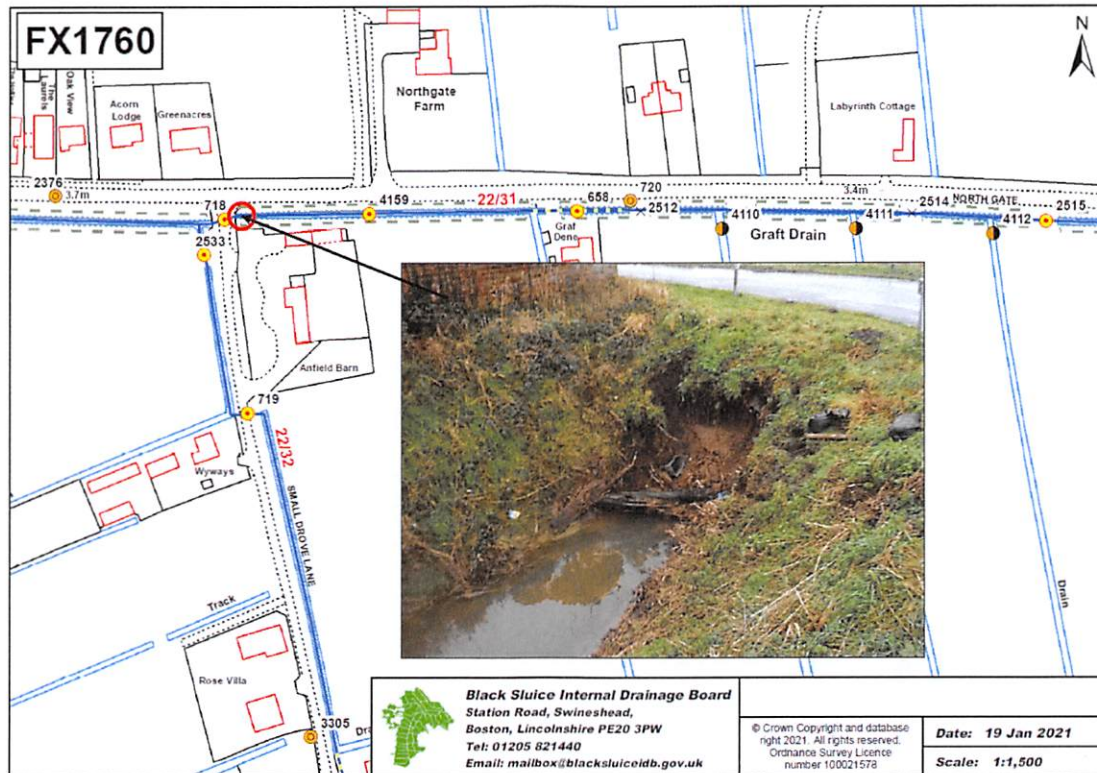 FX1760
N
The Laurels
Oak View
Acorn
Lodge
Greenacres
Northgate
Farm
Labyrinth Cottage
2376
3.7m
718
4159
22/31
658
720
2512
3.4m
2514
NORTH GATE
2515
4110
4111
4112
Graft Drain
2533
Graf
Dene
Anfield Barn
719
22/32
Wyways
SMALL DROVE LANE
Track
Drain
Rose Villa
3305
Black Sluice Internal Drainage Board
Station Road, Swineshead,
Boston, Lincolnshire PE20 3PW
Tel: 01205 821440
Email: mailbox@blacksluiceidb.gov.uk
© Crown Copyright and database
right 2021. All rights reserved.
Ordnance Survey Licence
number 100021578
Date: 19 Jan 2021
Scale: 1:1,500